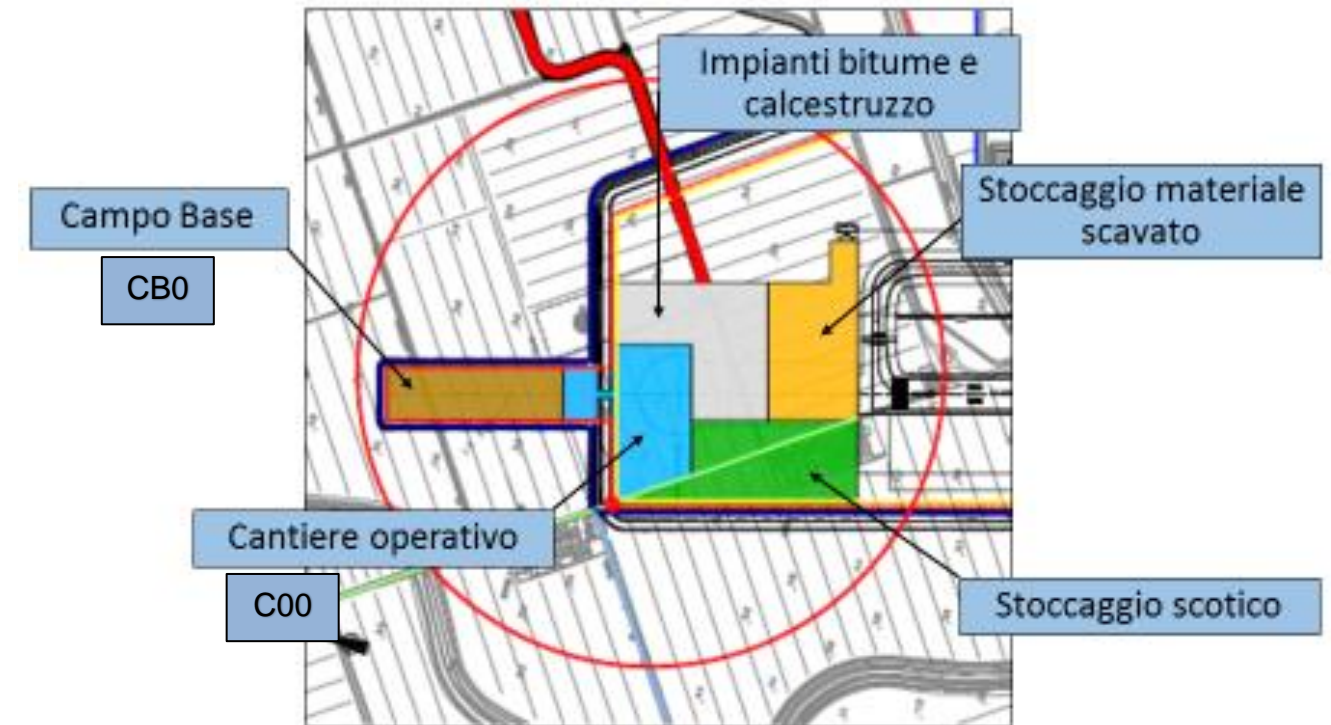 Impianti bitume e
calcestruzzo
Stoccaggio materiale
scavato
Campo Base
CB0
Cantiere operativo
C00
Stoccaggio scotico